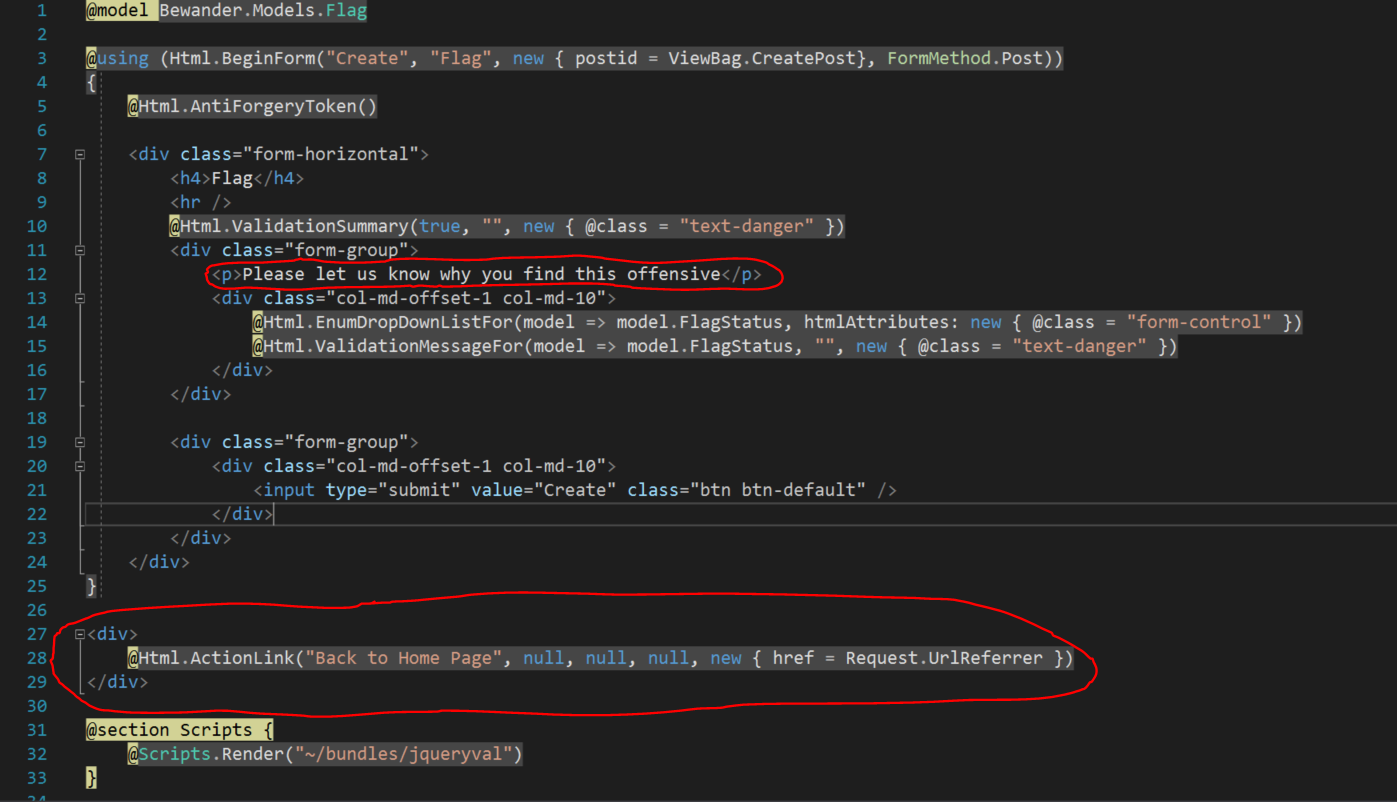 1 @model Bewander.Models.Flag
2
3 @using (Html.BeginForm("Create", "Flag", new { postid = ViewBag.CreatePost}, FormMethod.Post))
4 {
5 @Html.AntiForgeryToken()
6
7 <div class="form-horizontal">
8 <h4>Flag</h4>
9 <hr />
10 @Html.ValidationSummary(true, "", new { @class = "text-danger" })
11 <div class="form-group">
12 <p>Please let us know why you find this offensive</p>
13 <div class="col-md-offset-1 col-md-10">
14 @Html.EnumDropDownListFor(model => model.FlagStatus, htmlAttributes: new { @class = "form-control" })
15 @Html.ValidationMessageFor(model => model.FlagStatus, "", new { @class = "text-danger" })
16 </div>
17 </div>
18
19 <div class="form-group">
20 <div class="col-md-offset-1 col-md-10">
21 <input type="submit" value="Create" class="btn btn-default" />
22 </div>
23 </div>
24 </div>
25 }
26
27 <div>
28 @Html.ActionLink("Back to Home Page", null, null, null, new { href = Request.UrlReferrer })
29 </div>
30
31 @section Scripts {
32 @Scripts.Render("~/bundles/jqueryval")
33 }
34